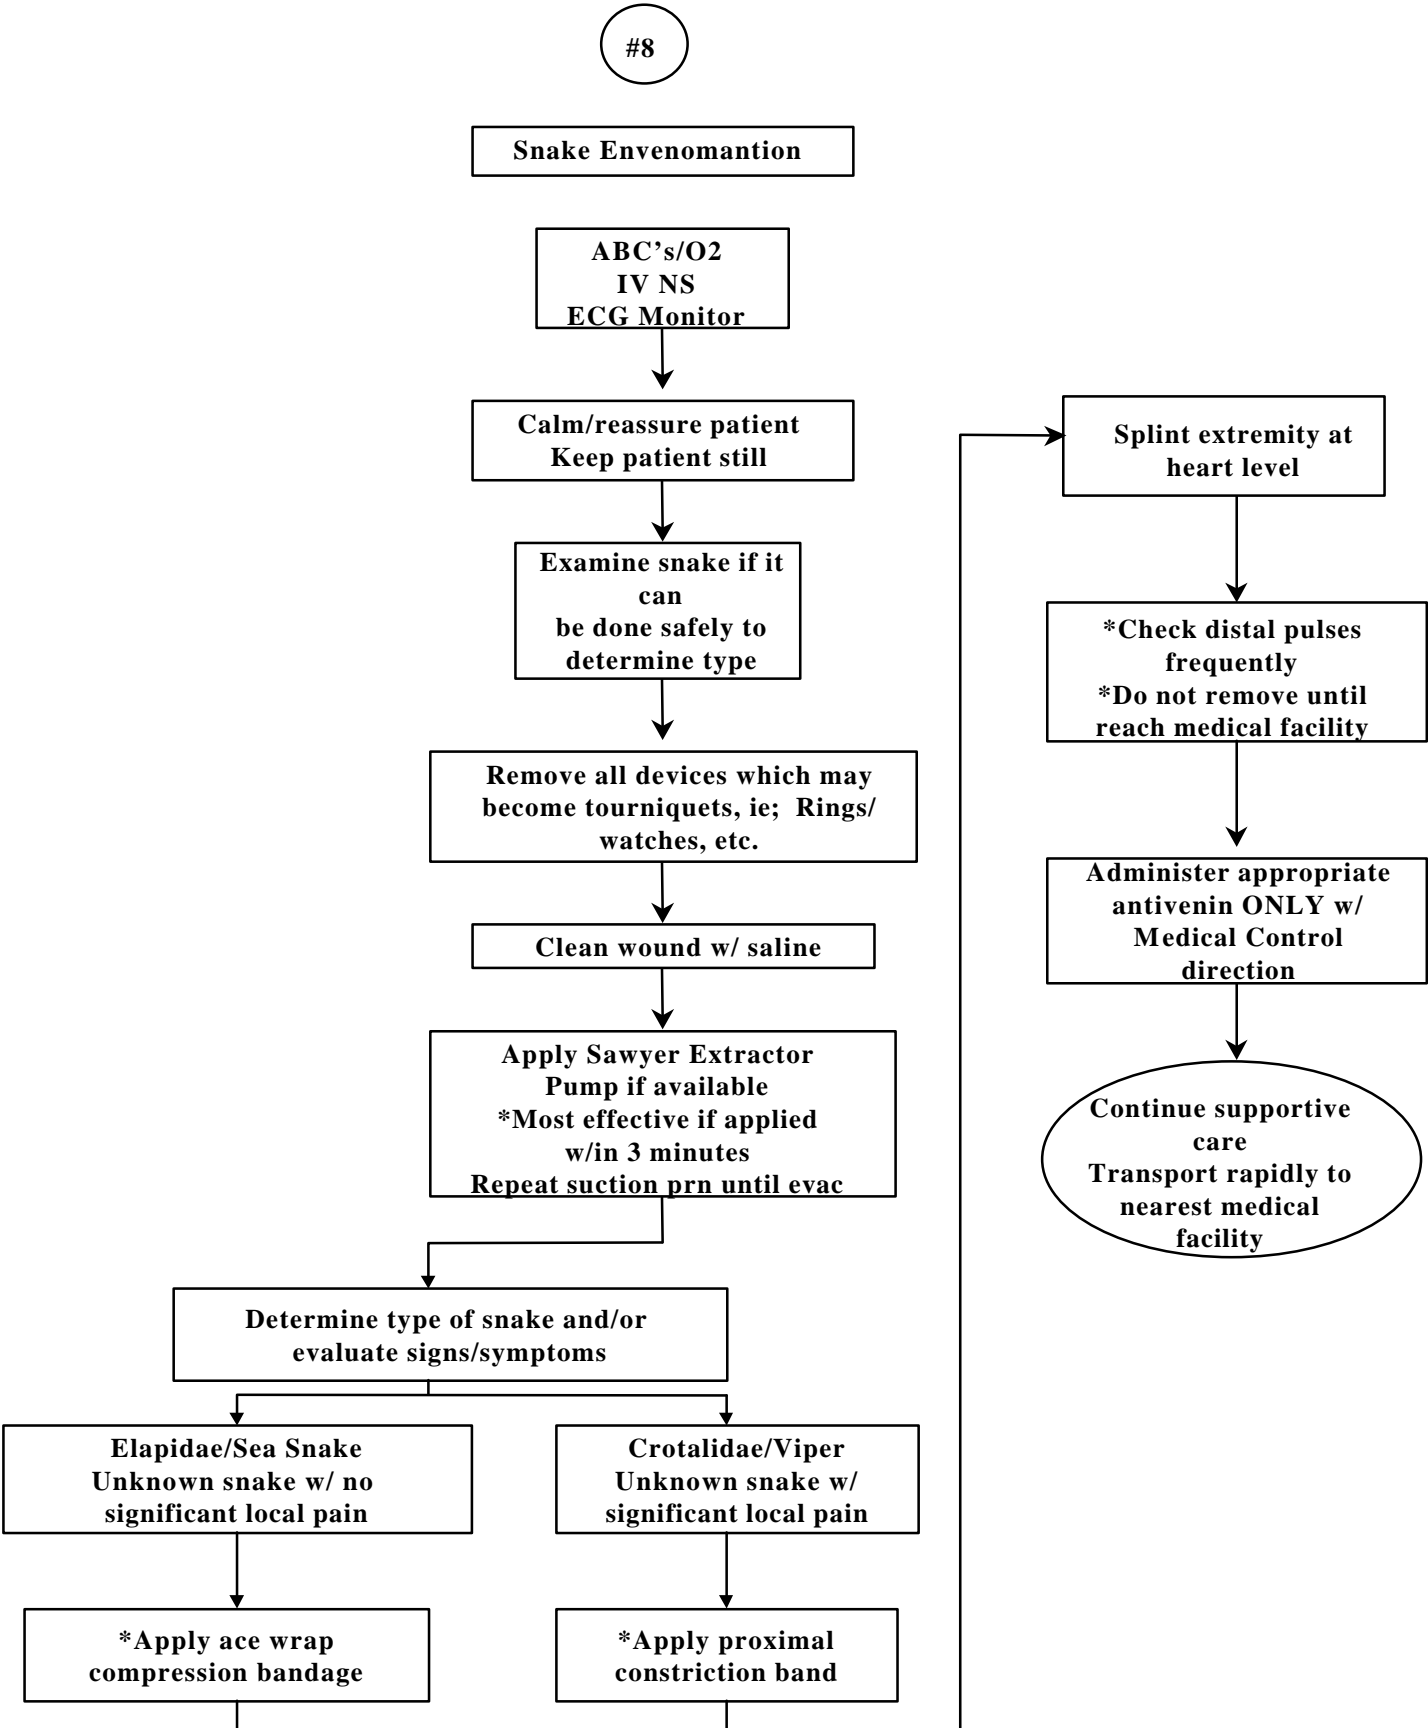 #8
Snake Envenomantion
ABC’s/O2
IV NS
ECG Monitor
Calm/reassure patient
Keep patient still
Examine snake if it
can
be done safely to
determine type
Remove all devices which may
become tourniquets, ie; Rings/
watches, etc.
Clean wound w/ saline
Apply Sawyer Extractor
Pump if available
*Most effective if applied
w/in 3 minutes
Repeat suction prn until evac
Determine type of snake and/or
evaluate signs/symptoms
Elapidae/Sea Snake
Unknown snake w/ no
significant local pain
Crotalidae/Viper
Unknown snake w/
significant local pain
*Apply ace wrap
compression bandage
*Apply proximal
constriction band
Splint extremity at
heart level
*Check distal pulses
frequently
*Do not remove until
reach medical facility
Administer appropriate
antivenin ONLY w/
Medical Control
direction
Continue supportive
care
Transport rapidly to
nearest medical
facility